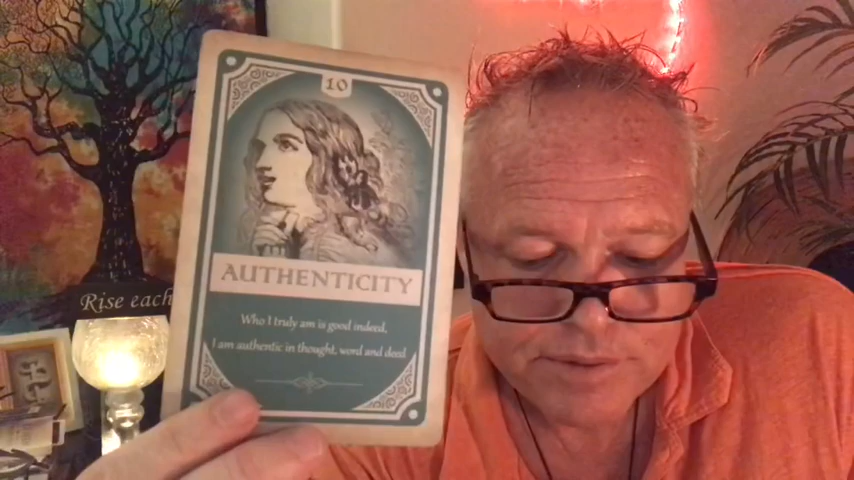 10
AUTHENTICITY
Who I truly am is good indeed,
I am authentic in thought, word and deed
Rise each